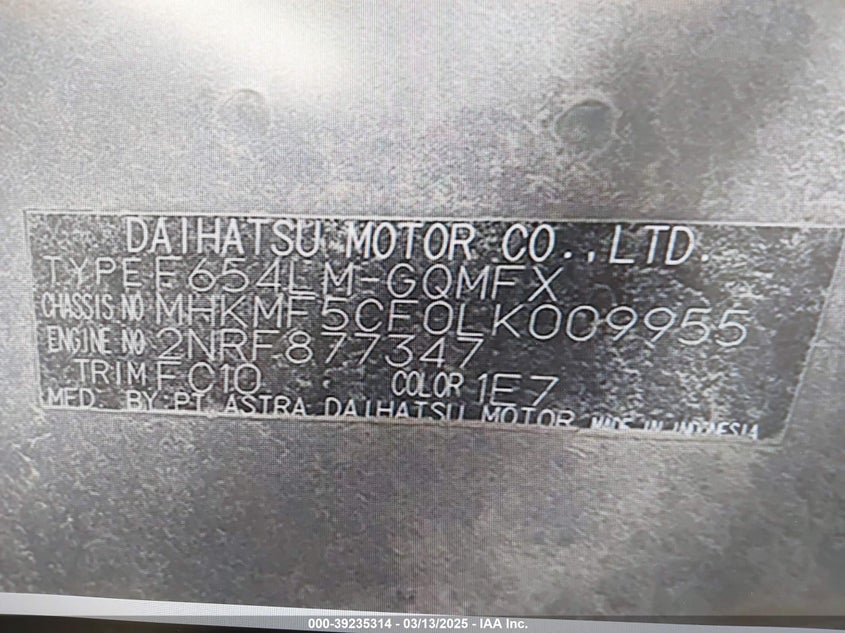 DAIHATSU MOTOR CO.,LTD.
TYPE F654LM-GQMFX
CHASSIS NO MHKMF5CF0LK009955
ENGINE NO 2NRF877347
TRIM FC10 COLOR 1E7
MFD. BY:PT ASTRA DAIHATSU MOTOR MADE IN INDONESIA
000-39235314 - 03/13/2025 - IAA Inc.